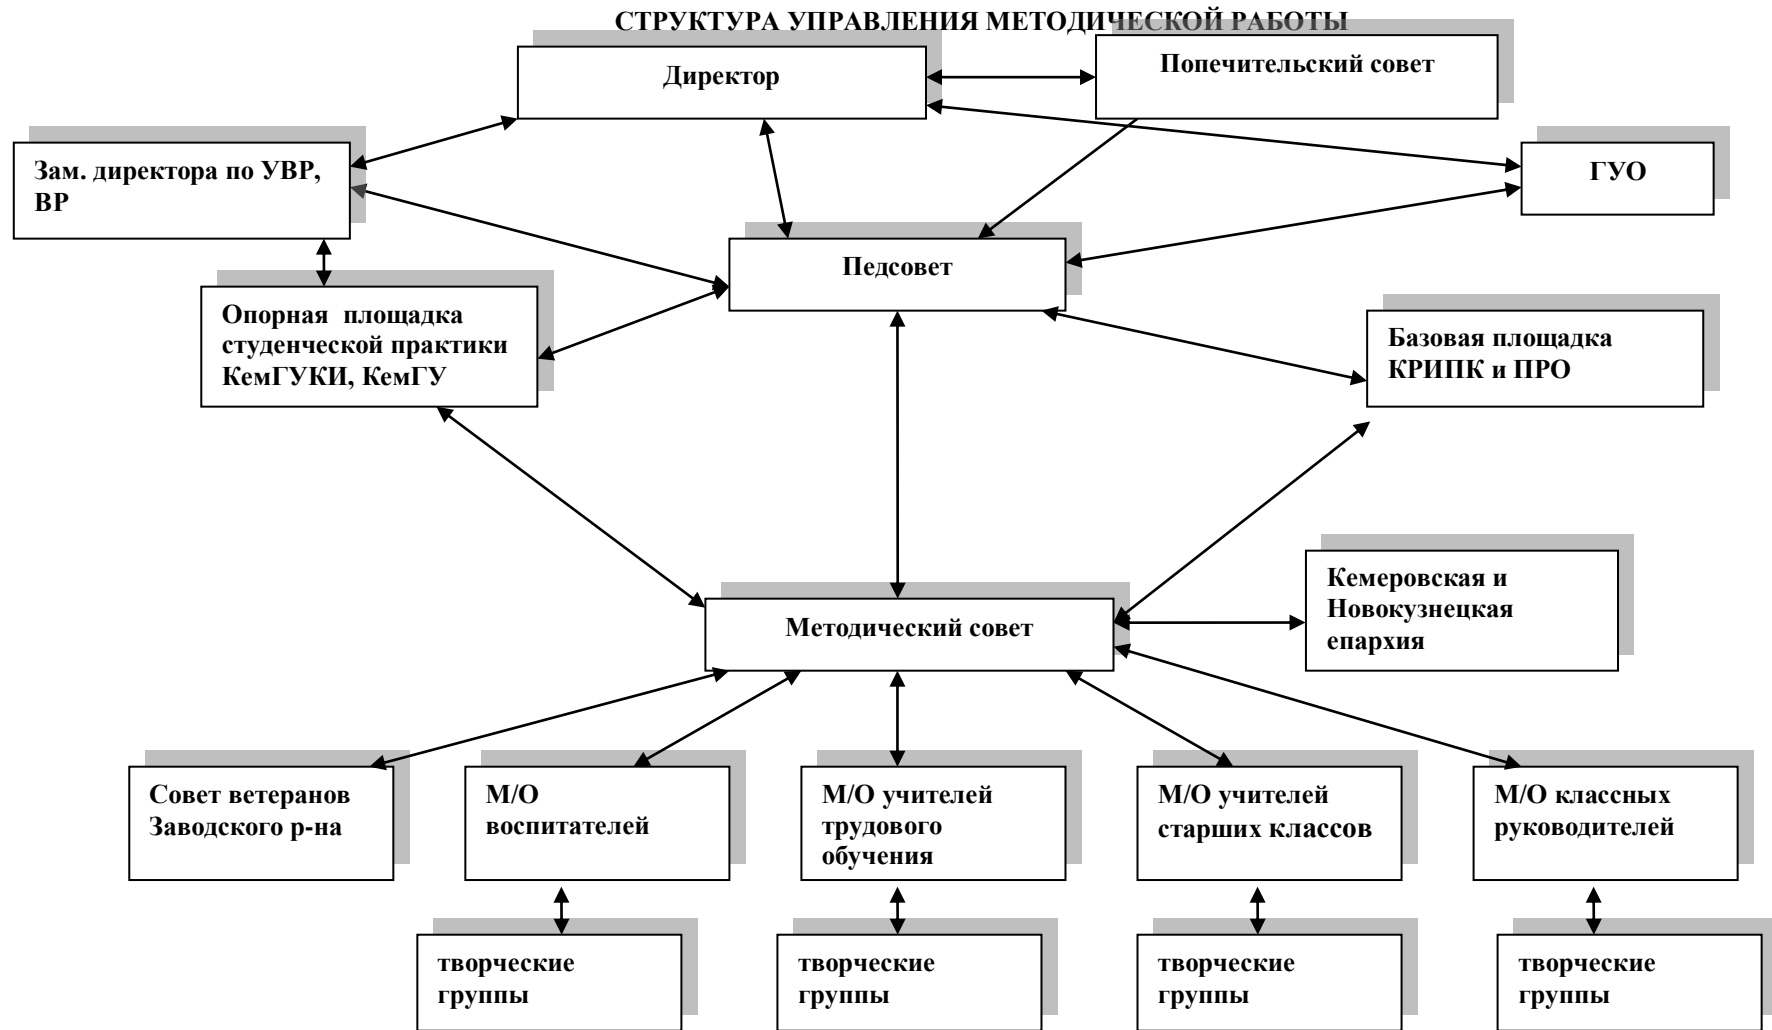 СТРУКТУРА УПРАВЛЕНИЯ МЕТОДИЧЕСКОЙ РАБОТЫ
Директор
Попечительский совет
Зам. директора по УВР,
ВР
ГУО
Педсовет
Опорная площадка
студенческой практики
КемГУКИ, КемГУ
Базовая площадка
КРИПК и ПРО
Кемеровская и
Новокузнецкая
епархия
Методический совет
Совет ветеранов
Заводского р-на
М/О
воспитателей
М/О учителей
трудового
обучения
М/О учителей
старших классов
М/О классных
руководителей
творческие
группы
творческие
группы
творческие
группы
творческие
группы